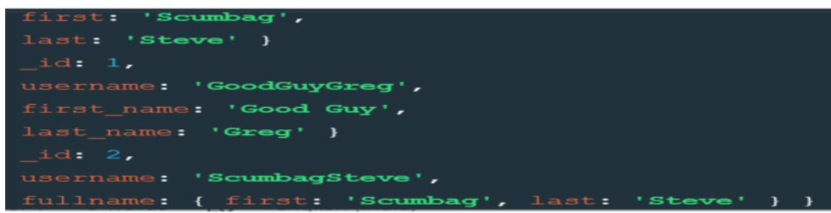 first: 'Scumbag',
last: 'Steve' }
_id: 1,
username: 'GoodGuyGreg',
first_name: 'Good Guy',
last_name: 'Greg' }
_id: 2,
username: 'ScumbagSteve',
fullname: { first: 'Scumbag', last: 'Steve' } }